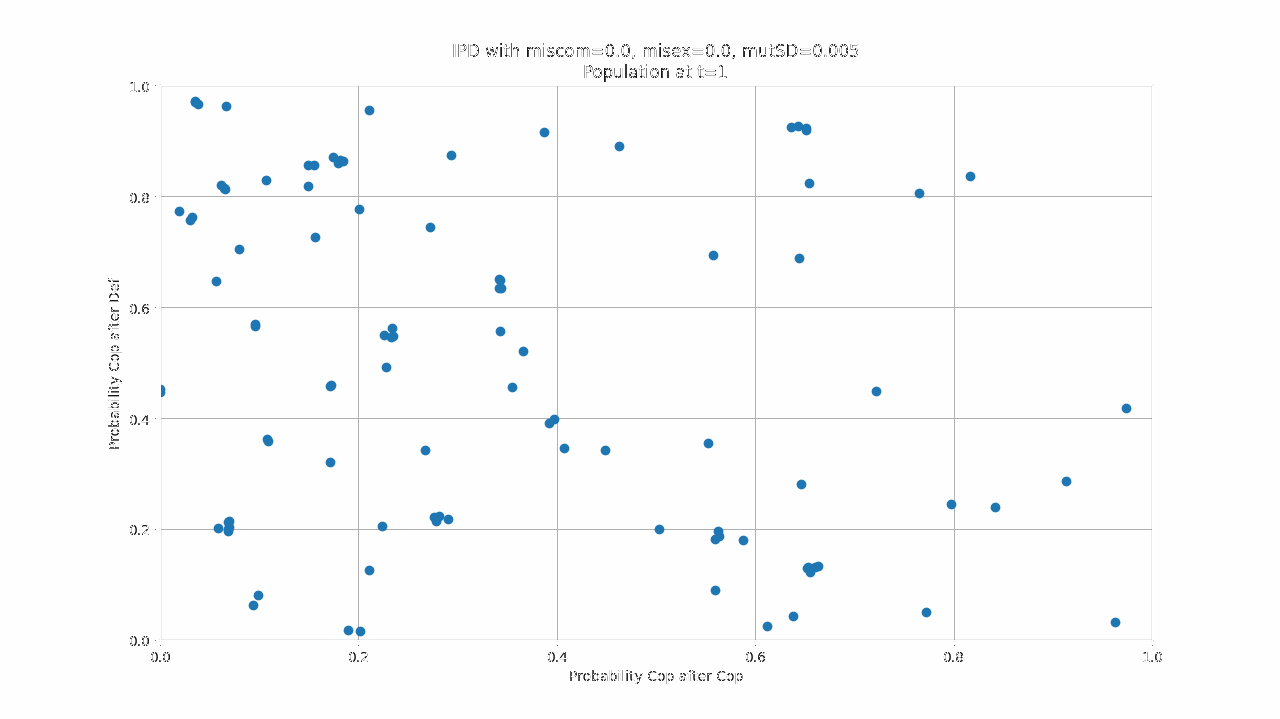 IPD with miscom=0.0, misex=0.0, mutSD=0.005
Population at t=1
1.0
0.8
0.6
0.4
0.2
0.0
Probability Cop after Def
0.0 0.2 0.4 0.6 0.8 1.0
Probability Cop after Cop